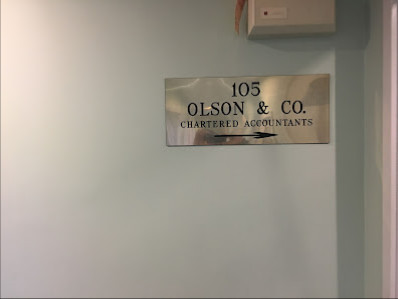 105
OLSON & CO.
CHARTERED ACCOUNTANTS